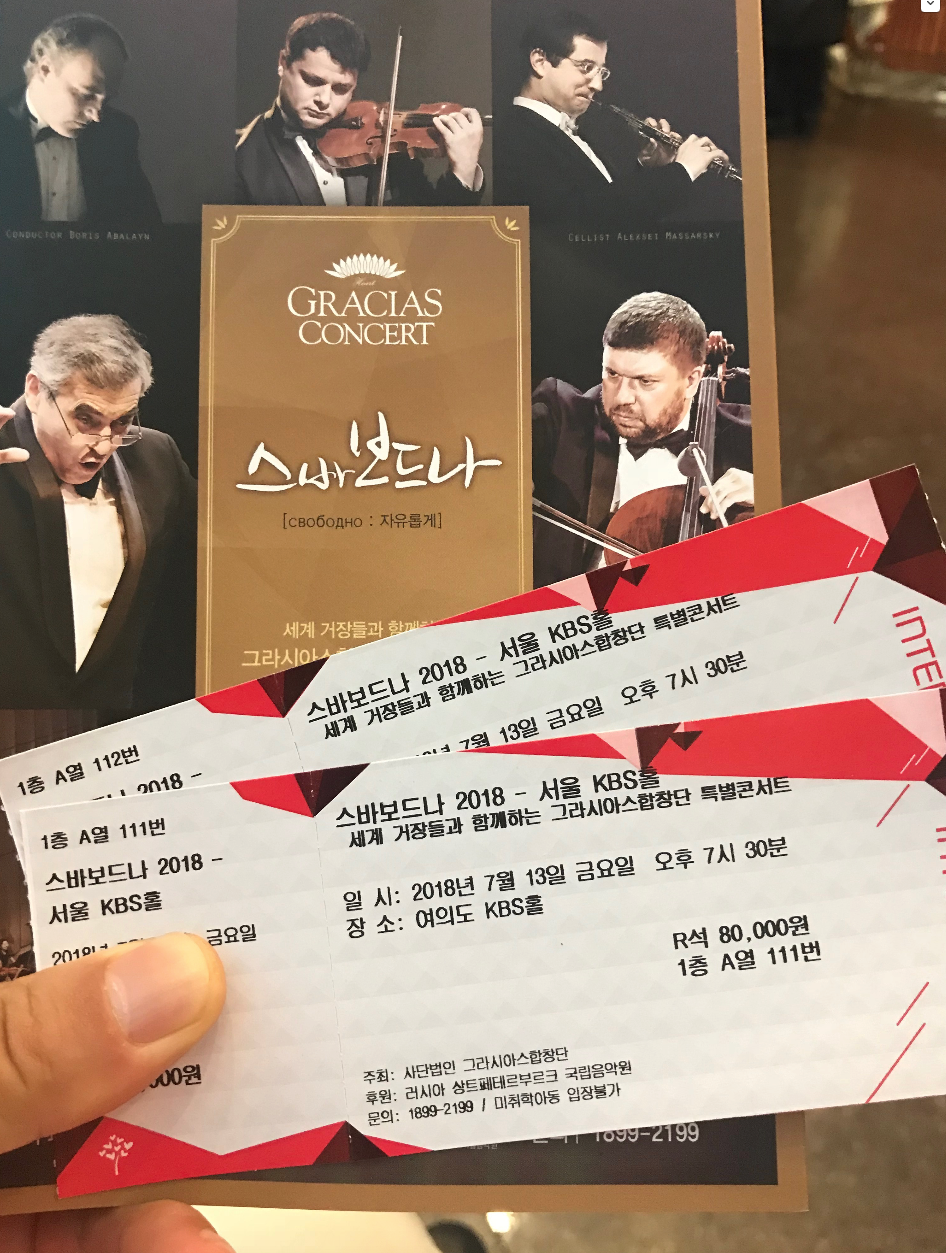 CONDUCTOR BORIS ABALAYN
CELLIST ALEXSEI MASSARSKY
Heart
GRACIAS
CONCERT
스바보드나
[свободно : 자유롭게]
세계 거장들과 함께하
그라시아스합
스바보드나 2018 - 서울 KBS홀
세계 거장들과 함께하는 그라시아스합창단 특별콘서트
7월 13일 금요일 오후 7시 30분
INTE
1층 A열 112번
2018 -
1층 A열 111번
스바보드나 2018 -
서울 KBS홀
2018년
금요일
000원
스바보드나 2018 - 서울 KBS홀
세계 거장들과 함께하는 그라시아스합창단 특별콘서트
일 시: 2018년 7월 13일 금요일 오후 7시 30분
장 소: 여의도 KBS홀
R석 80,000원
1층 A열 111번
주최: 사단법인 그라시아스합창단
후원: 러시아 상트페테르부르크 국립음악원
문의: 1899-2199 / 미취학아동 입장불가
1899-2199